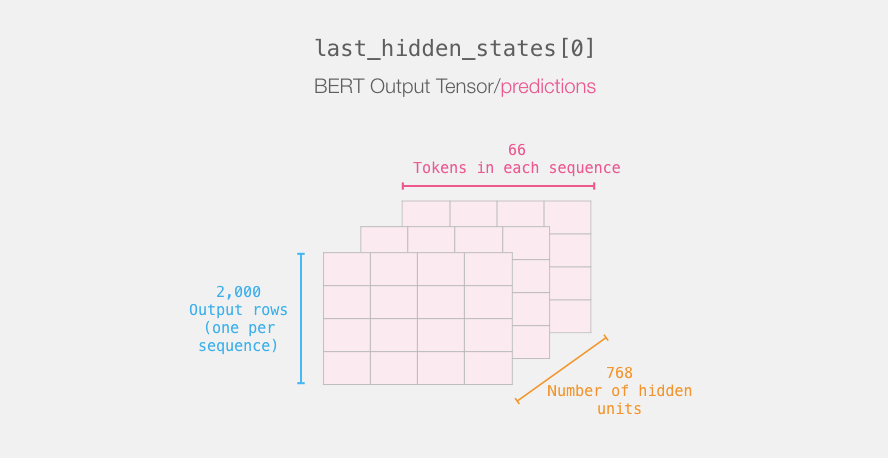 last_hidden_states[0]
BERT Output Tensor/predictions
66
Tokens in each sequence
2,000
Output rows
(one per
sequence)
768
Number of hidden
units